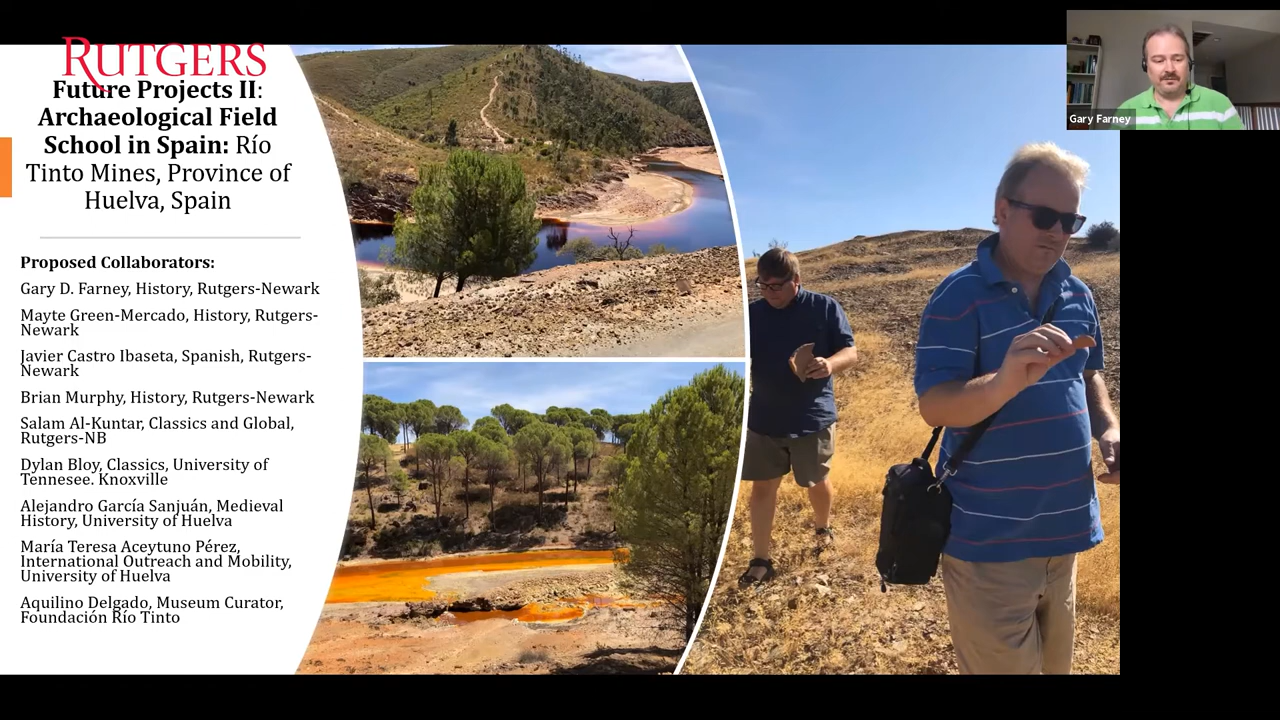 RUTGERS
Future Projects II:
Archaeological Field
School in Spain: Río
Tinto Mines, Province of
Huelva, Spain
Proposed Collaborators:
Gary D. Farney, History, Rutgers-Newark
Mayte Green-Mercado, History, Rutgers-
Newark
Javier Castro Ibaseta, Spanish, Rutgers-
Newark
Brian Murphy, History, Rutgers-Newark
Salam Al-Kuntar, Classics and Global,
Rutgers-NB
Dylan Bloy, Classics, University of
Tennesee. Knoxville
Alejandro García Sanjuán, Medieval
History, University of Huelva
María Teresa Aceytuno Pérez,
International Outreach and Mobility,
University of Huelva
Aquilino Delgado, Museum Curator,
Foundación Río Tinto
Gary Farney